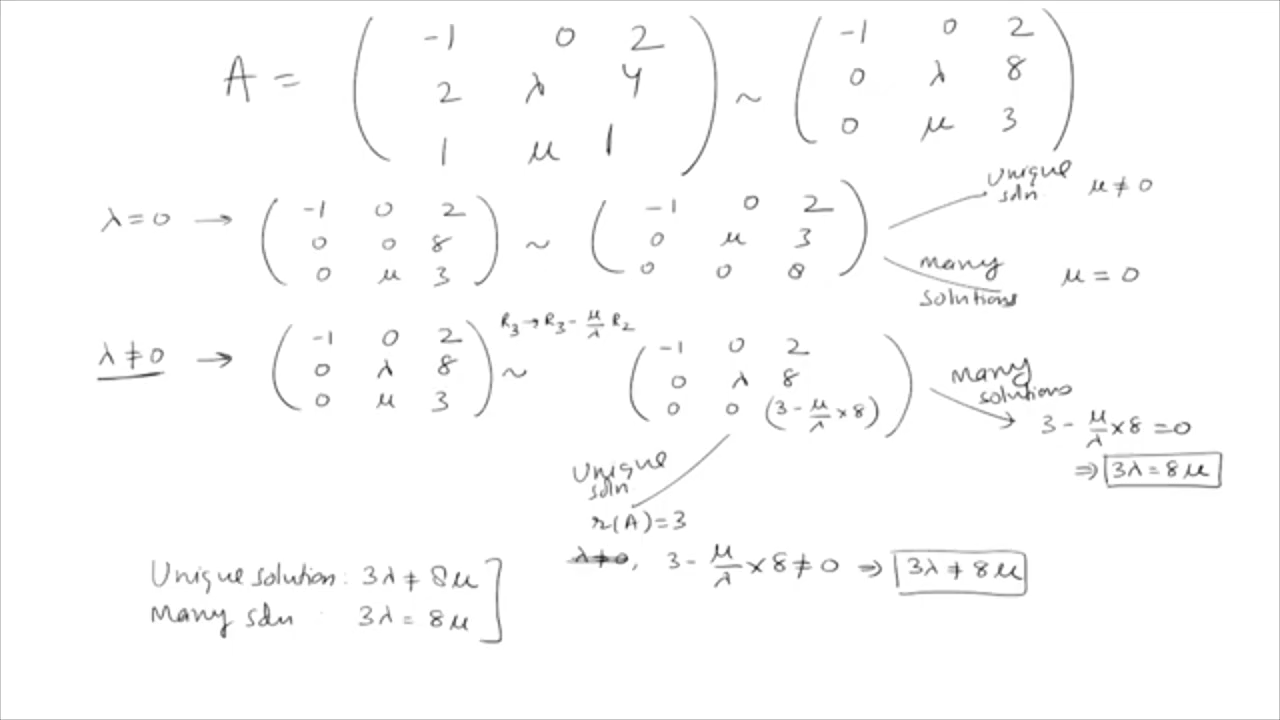 A = ( -1 0 2 ~ ( -1 0 2
2 λ 4 0 λ 8
1 μ 1 ) 0 μ 3 )
λ=0 → ( -1 0 2 ~ ( -1 0 2 Unique soln. μ≠0
0 0 8 0 μ 3
0 μ 3 ) 0 0 8 ) many solutions μ = 0
λ≠0 → ( -1 0 2 R3→R3-μ/λ R2 ( -1 0 2
0 λ 8 ~ 0 λ 8
0 μ 3 ) 0 0 (3-μ/λ×8) )
many solutions
3-μ/λ×8=0
⇒ 3λ=8μ
Unique soln.
r(A)=3
λ≠0, 3-μ/λ×8≠0 ⇒ 3λ≠8μ
Unique solution: 3λ≠8μ
Many soln 3λ=8μ ]